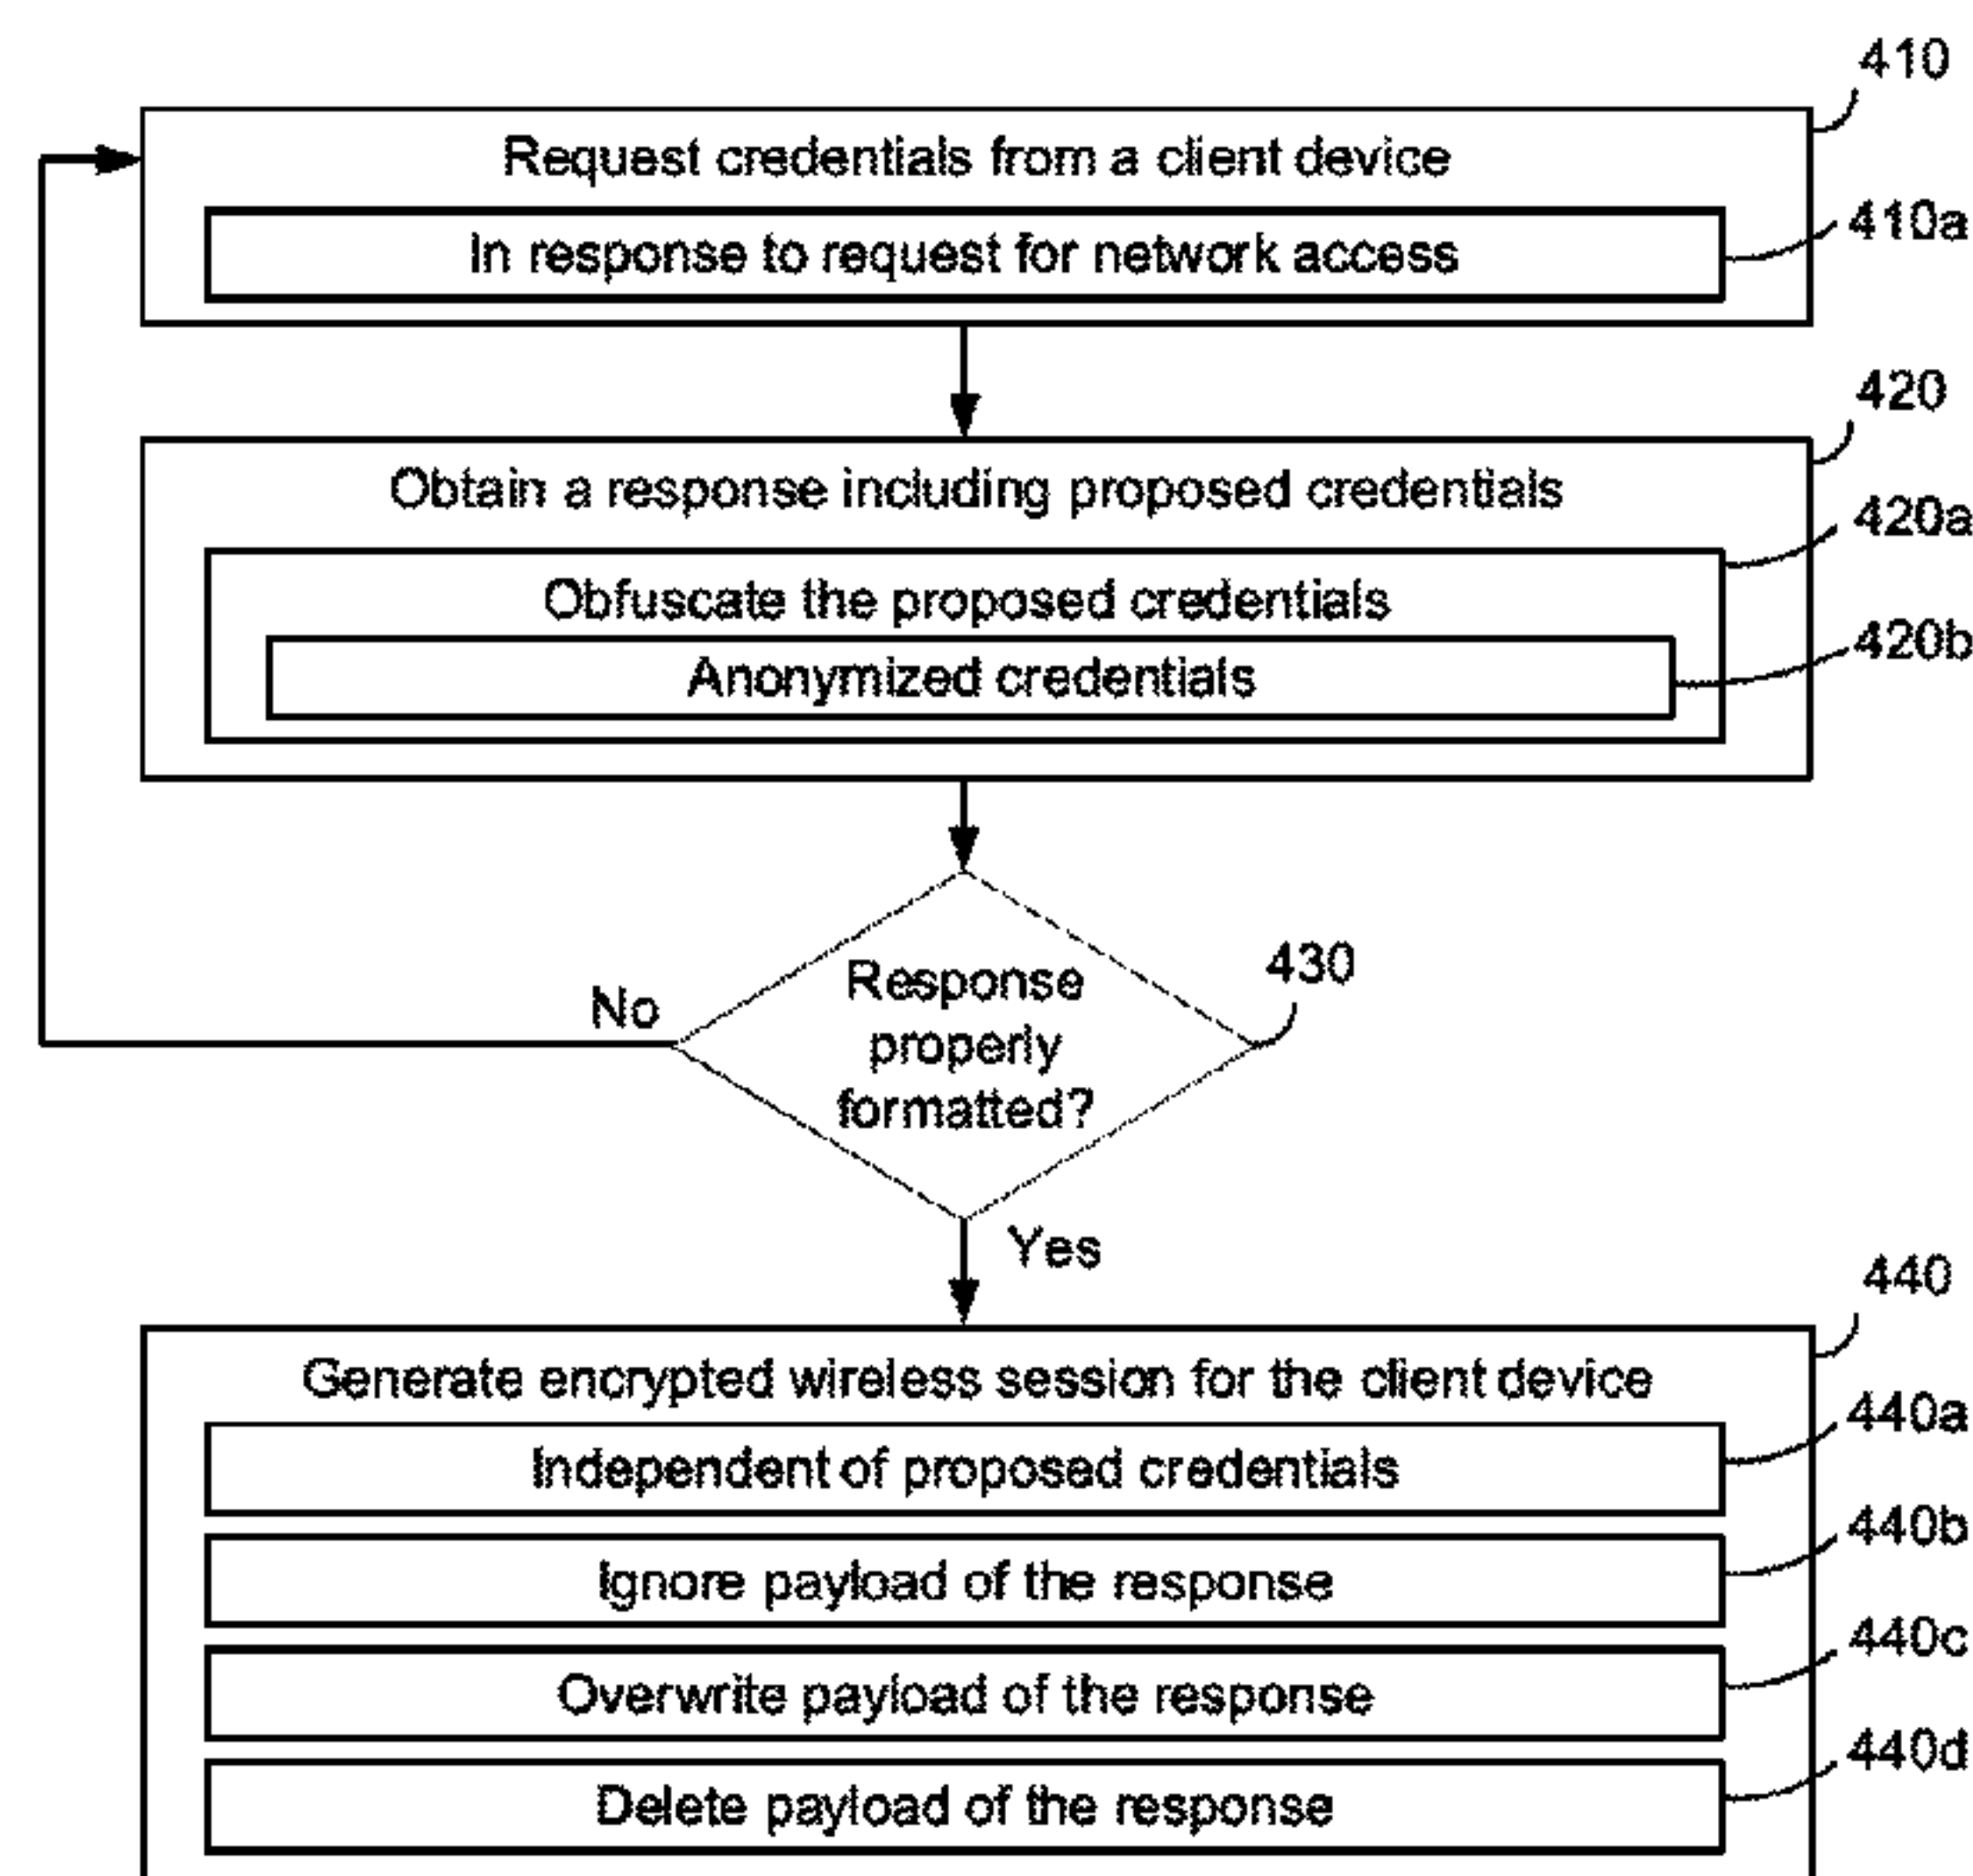 410
Request credentials from a client device
410a
In response to request for network access
420
Obtain a response including proposed credentials
420a
Obfuscate the proposed credentials
420b
Anonymized credentials
430
Response
properly
formatted?
No
Yes
440
Generate encrypted wireless session for the client device
440a
Independent of proposed credentials
440b
Ignore payload of the response
440c
Overwrite payload of the response
440d
Delete payload of the response